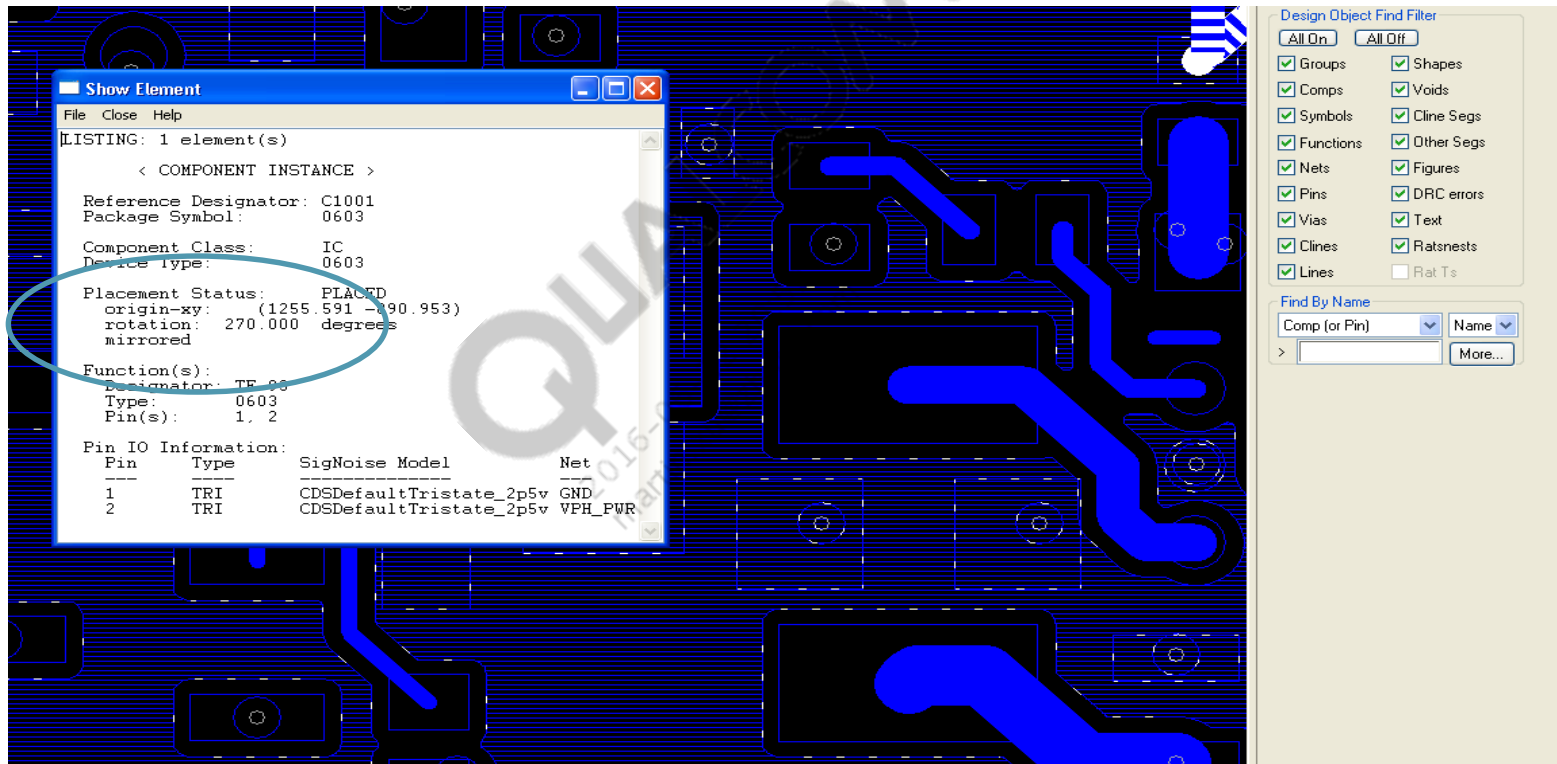 Show Element
File Close Help
LISTING: 1 element(s)
< COMPONENT INSTANCE >
Reference Designator: C1001
Package Symbol: 0603
Component Class: IC
Device Type: 0603
Placement Status: PLACED
origin-xy: (1255.591 -890.953)
rotation: 270.000 degrees
mirrored
Function(s):
Designator:
Type: 0603
Pin(s): 1, 2
Pin IO Information:
Pin Type SigNoise Model Net
--- ---- -------------- ---
1 TRI CDSDefaultTristate_2p5v GND
2 TRI CDSDefaultTristate_2p5v VPH_PWR
Design Object Find Filter
All On All Off
Groups Shapes
Comps Voids
Symbols Cline Segs
Functions Other Segs
Nets Figures
Pins DRC errors
Vias Text
Clines Ratsnests
Lines Rat Ts
Find By Name
Comp (or Pin) Name
> More...